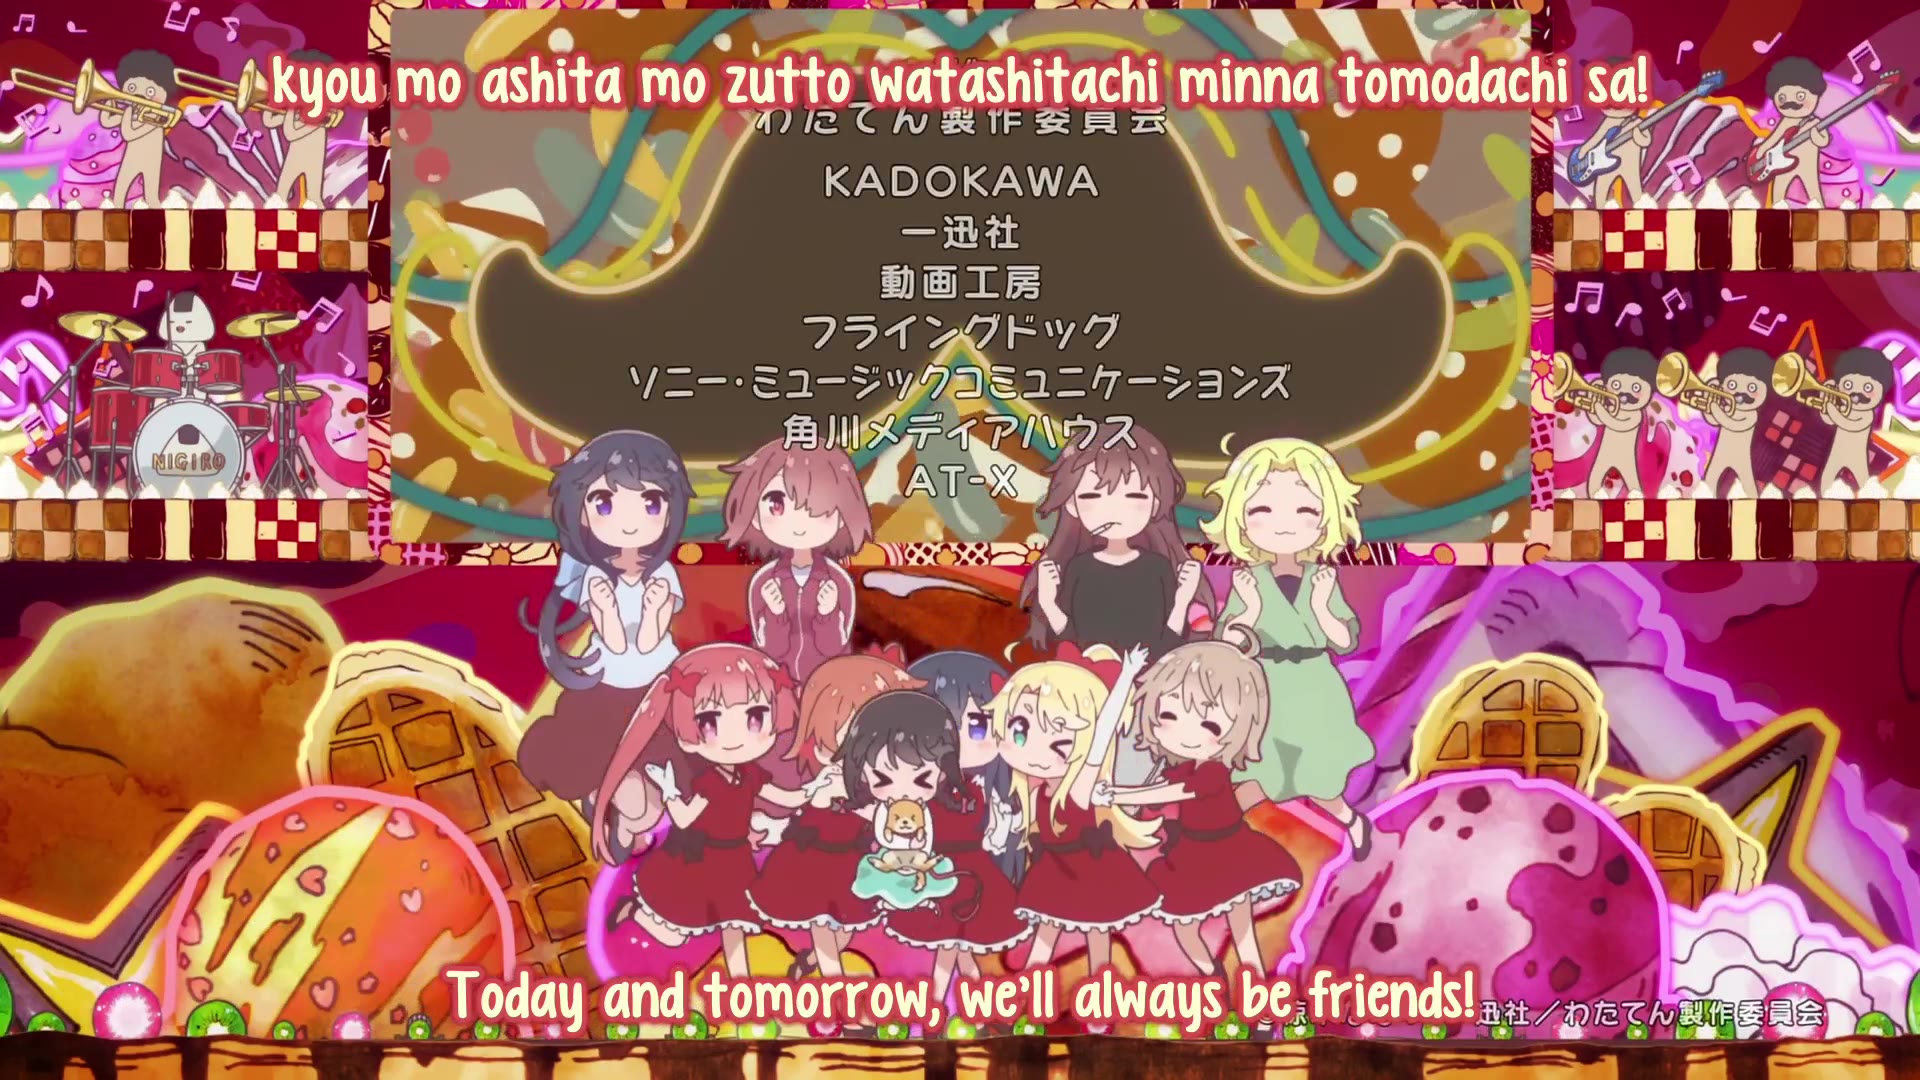 kyou mo ashita mo zutto watashitachi minna tomodachi sa!
わたてん製作委員会
KADOKAWA
一迅社
動画工房
フライングドッグ
ソニー・ミュージックコミュニケーションズ
角川メディアハウス
AT-X
NIGIRO
Today and tomorrow, we'll always be friends!
迅社／わたてん製作委員会